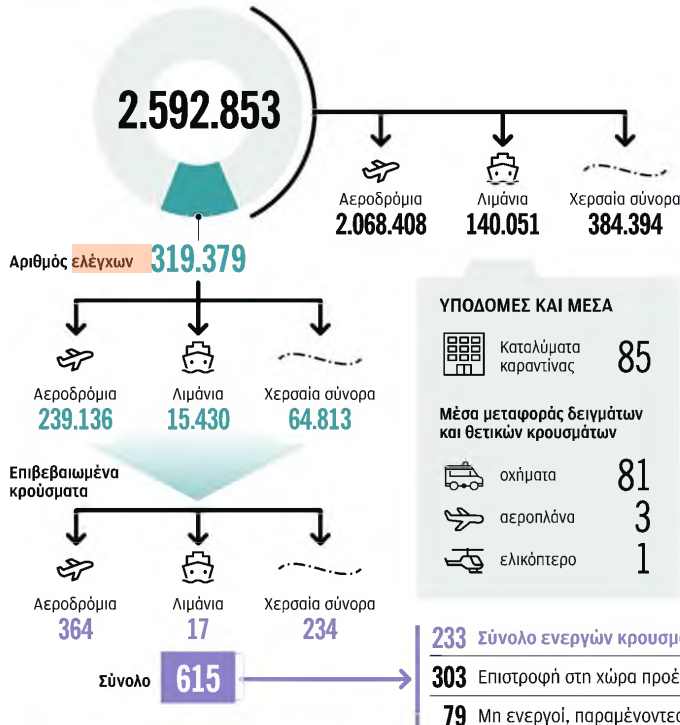 2.592.853
Αεροδρόμια
2.068.408
Λιμάνια
140.051
Χερσαία σύνορα
384.394
Αριθμός ελέγχων 319.379
Αεροδρόμια
239.136
Λιμάνια
15.430
Χερσαία σύνορα
64.813
Επιβεβαιωμένα
κρούσματα
Αεροδρόμια
364
Λιμάνια
17
Χερσαία σύνορα
234
Σύνολο 615
ΥΠΟΔΟΜΕΣ ΚΑΙ ΜΕΣΑ
Καταλύματα
καραντίνας
85
Μέσα μεταφοράς δειγμάτων
και θετικών κρουσμάτων
οχήματα 81
αεροπλάνα 3
ελικόπτερο 1
233 Σύνολο ενεργών κρουσμ
303 Επιστροφή στη χώρα προέ
79 Μη ενεργοί, παραμένοντες